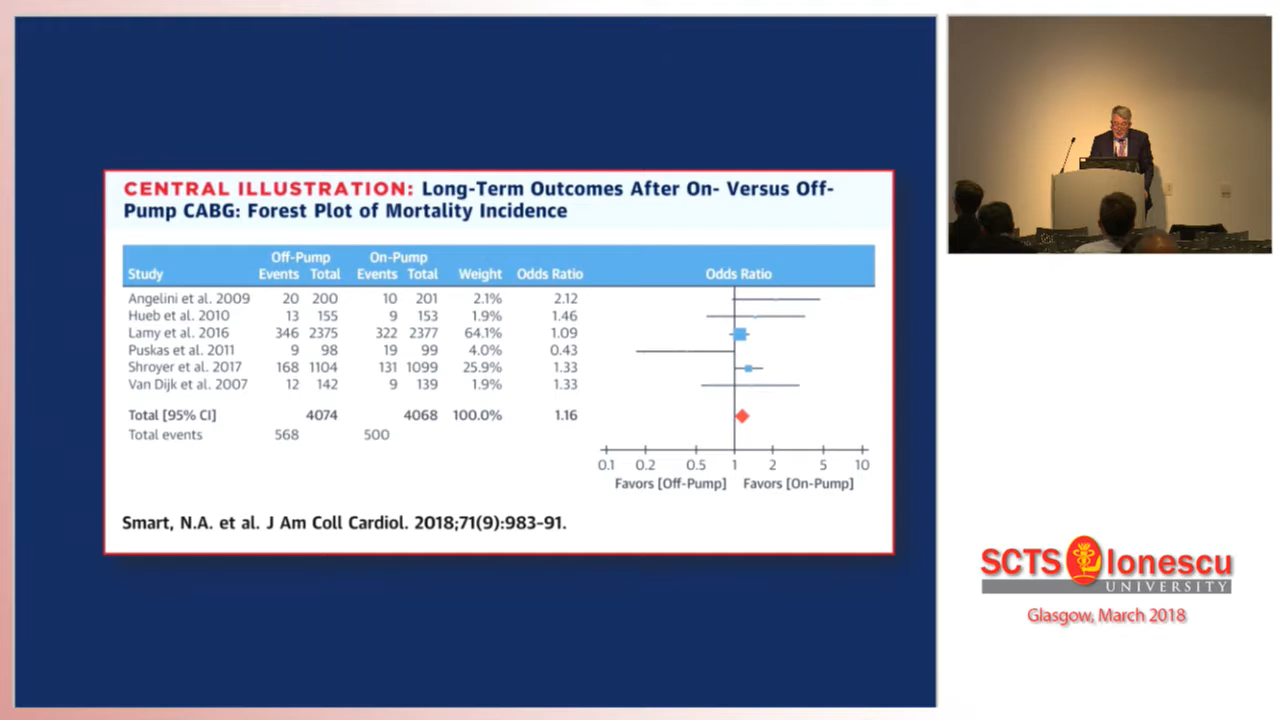 CENTRAL ILLUSTRATION: Long-Term Outcomes After On- Versus Off-
Pump CABG: Forest Plot of Mortality Incidence
Off-Pump On-Pump
Study Events Total Events Total Weight Odds Ratio Odds Ratio
Angelini et al. 2009 20 200 10 201 2.1% 2.12
Hueb et al. 2010 13 155 9 153 1.9% 1.46
Lamy et al. 2016 346 2375 322 2377 64.1% 1.09
Puskas et al. 2011 9 98 19 99 4.0% 0.43
Shroyer et al. 2017 168 1104 131 1099 25.9% 1.33
Van Dijk et al. 2007 12 142 9 139 1.9% 1.33
Total [95% CI] 4074 4068 100.0% 1.16
Total events 568 500
0.1 0.2 0.5 1 2 5 10
Favors [Off-Pump] Favors [On-Pump]
Smart, N.A. et al. J Am Coll Cardiol. 2018;71(9):983-91.
SCTS Ionescu
UNIVERSITY
Glasgow, March 2018